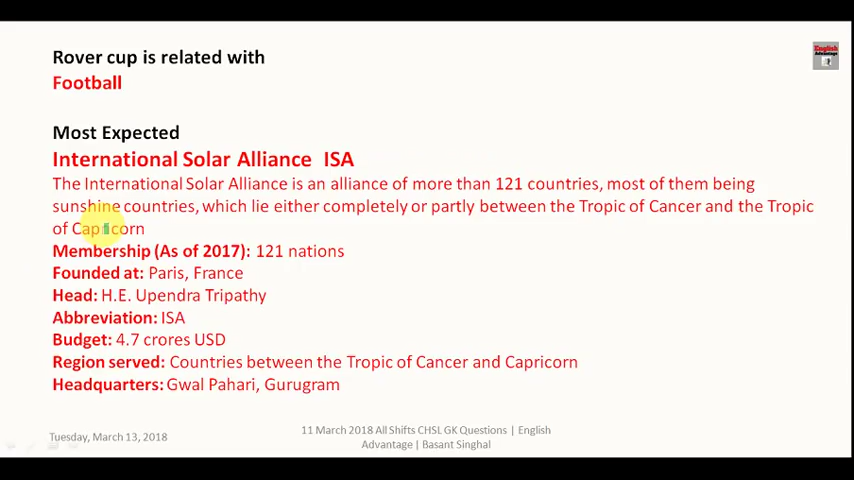 Rover cup is related with
Football
English
Advantage
Most Expected
International Solar Alliance ISA
The International Solar Alliance is an alliance of more than 121 countries, most of them being
sunshine countries, which lie either completely or partly between the Tropic of Cancer and the Tropic
of Capricorn
Membership (As of 2017): 121 nations
Founded at: Paris, France
Head: H.E. Upendra Tripathy
Abbreviation: ISA
Budget: 4.7 crores USD
Region served: Countries between the Tropic of Cancer and Capricorn
Headquarters: Gwal Pahari, Gurugram
Tuesday, March 13, 2018
11 March 2018 All Shifts CHSL GK Questions | English
Advantage | Basant Singhal